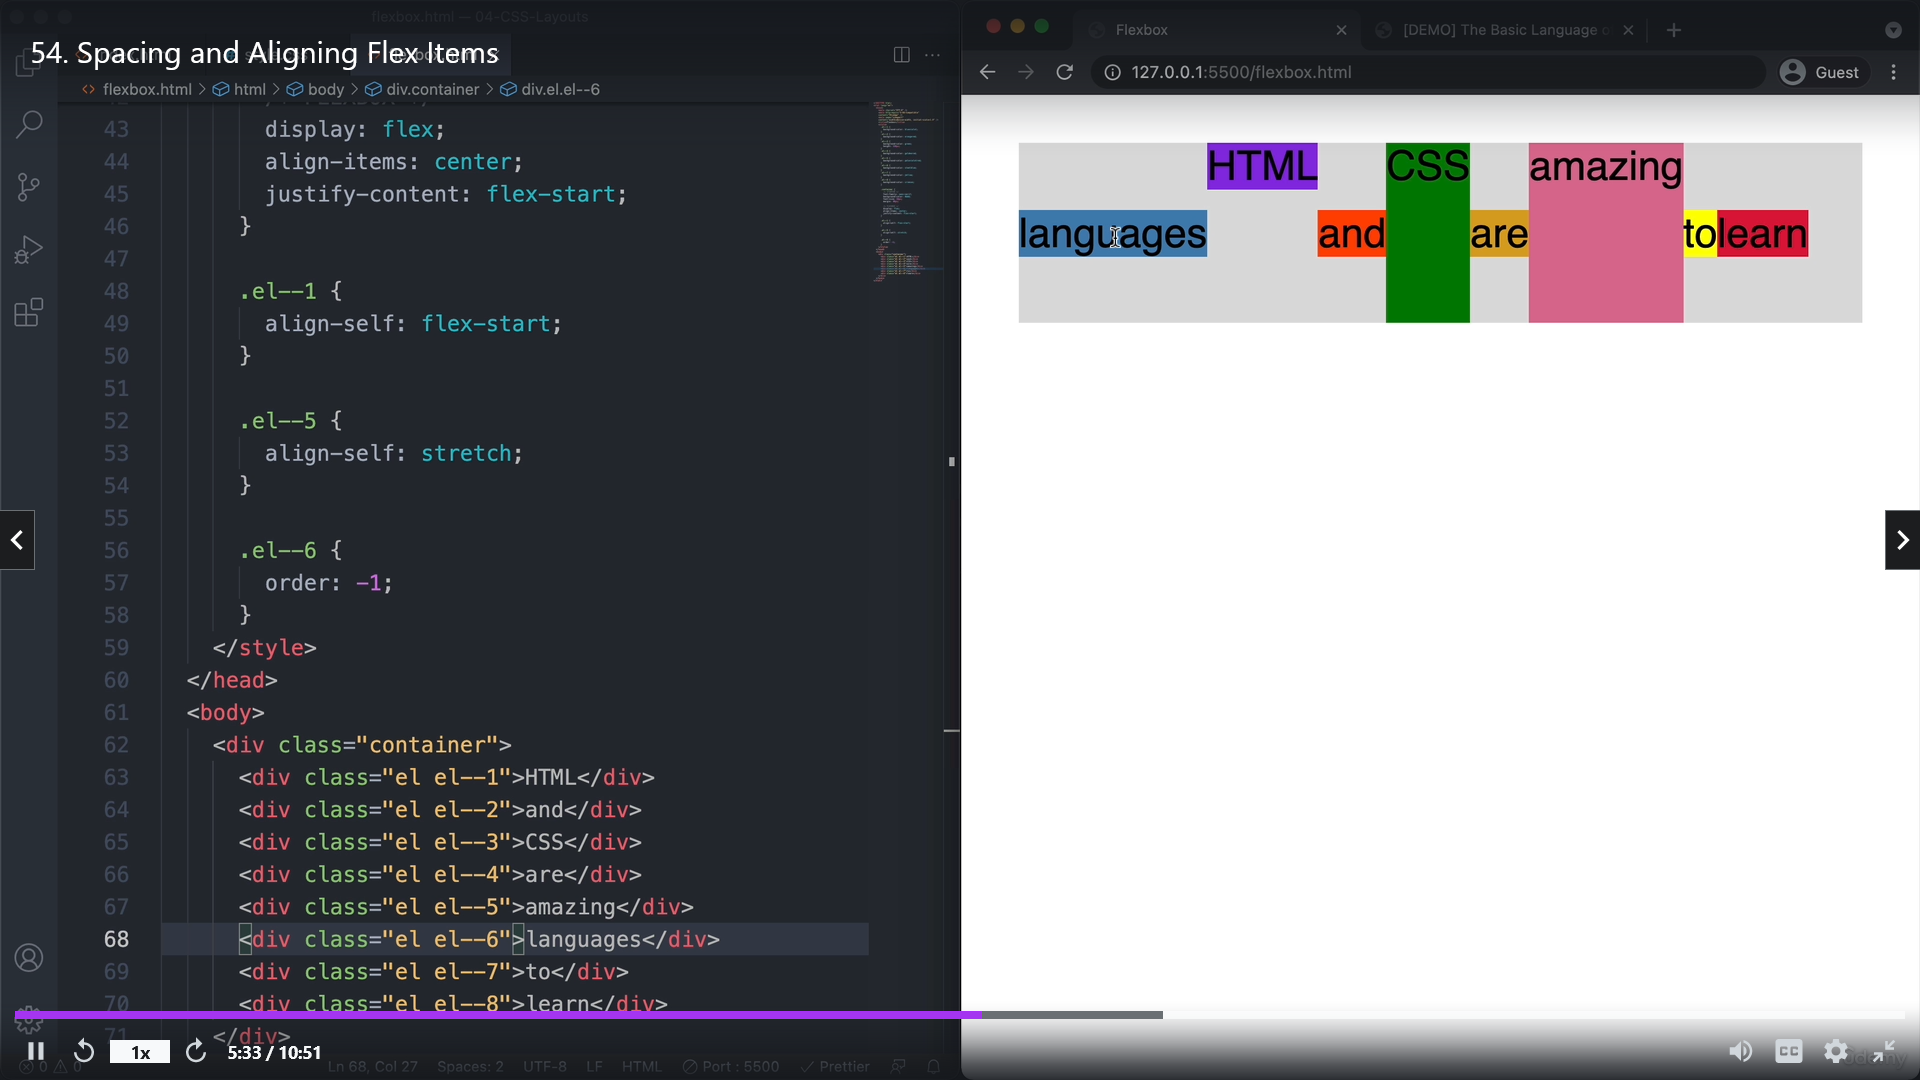 flexbox.html — 04-CSS-Layouts
54. Spacing and Aligning Flex Items
flexbox.html > html > body > div.container > div.el.el--6
43 display: flex;
44 align-items: center;
45 justify-content: flex-start;
46 }
47
48 .el--1 {
49 align-self: flex-start;
50 }
51
52 .el--5 {
53 align-self: stretch;
54 }
55
56 .el--6 {
57 order: -1;
58 }
59 </style>
60 </head>
61 <body>
62 <div class="container">
63 <div class="el el--1">HTML</div>
64 <div class="el el--2">and</div>
65 <div class="el el--3">CSS</div>
66 <div class="el el--4">are</div>
67 <div class="el el--5">amazing</div>
68 <div class="el el--6">languages</div>
69 <div class="el el--7">to</div>
70 <div class="el el--8">learn</div>
71 </div>
1x
5:33 / 10:51
0 0 Ln 68, Col 27 Spaces: 2 UTF-8 LF HTML Port : 5500 Prettier
Flexbox
[DEMO] The Basic Language o
127.0.0.1:5500/flexbox.html
Guest
HTML CSS amazing
languages and are to learn
CC
udemy